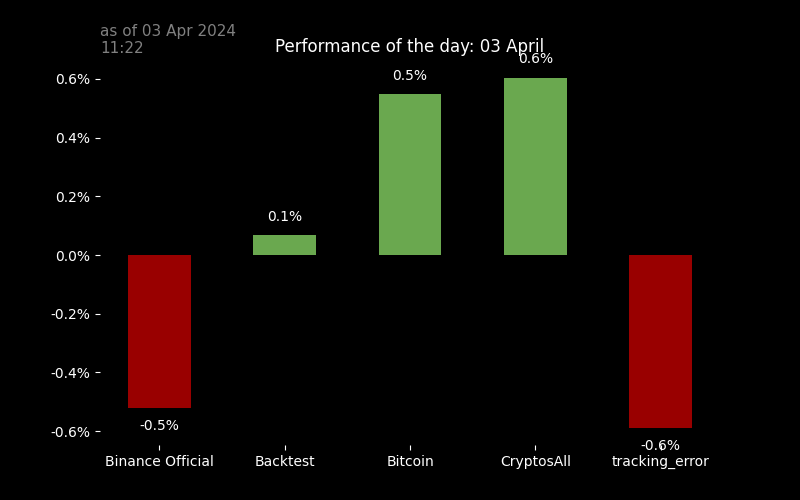 as of 03 Apr 2024
11:22
Performance of the day: 03 April
0.6%
0.4%
0.2%
0.0%
-0.2%
-0.4%
-0.6%
-0.5%
0.1%
0.5%
0.6%
-0.6%
Binance Official
Backtest
Bitcoin
CryptosAll
tracking_error